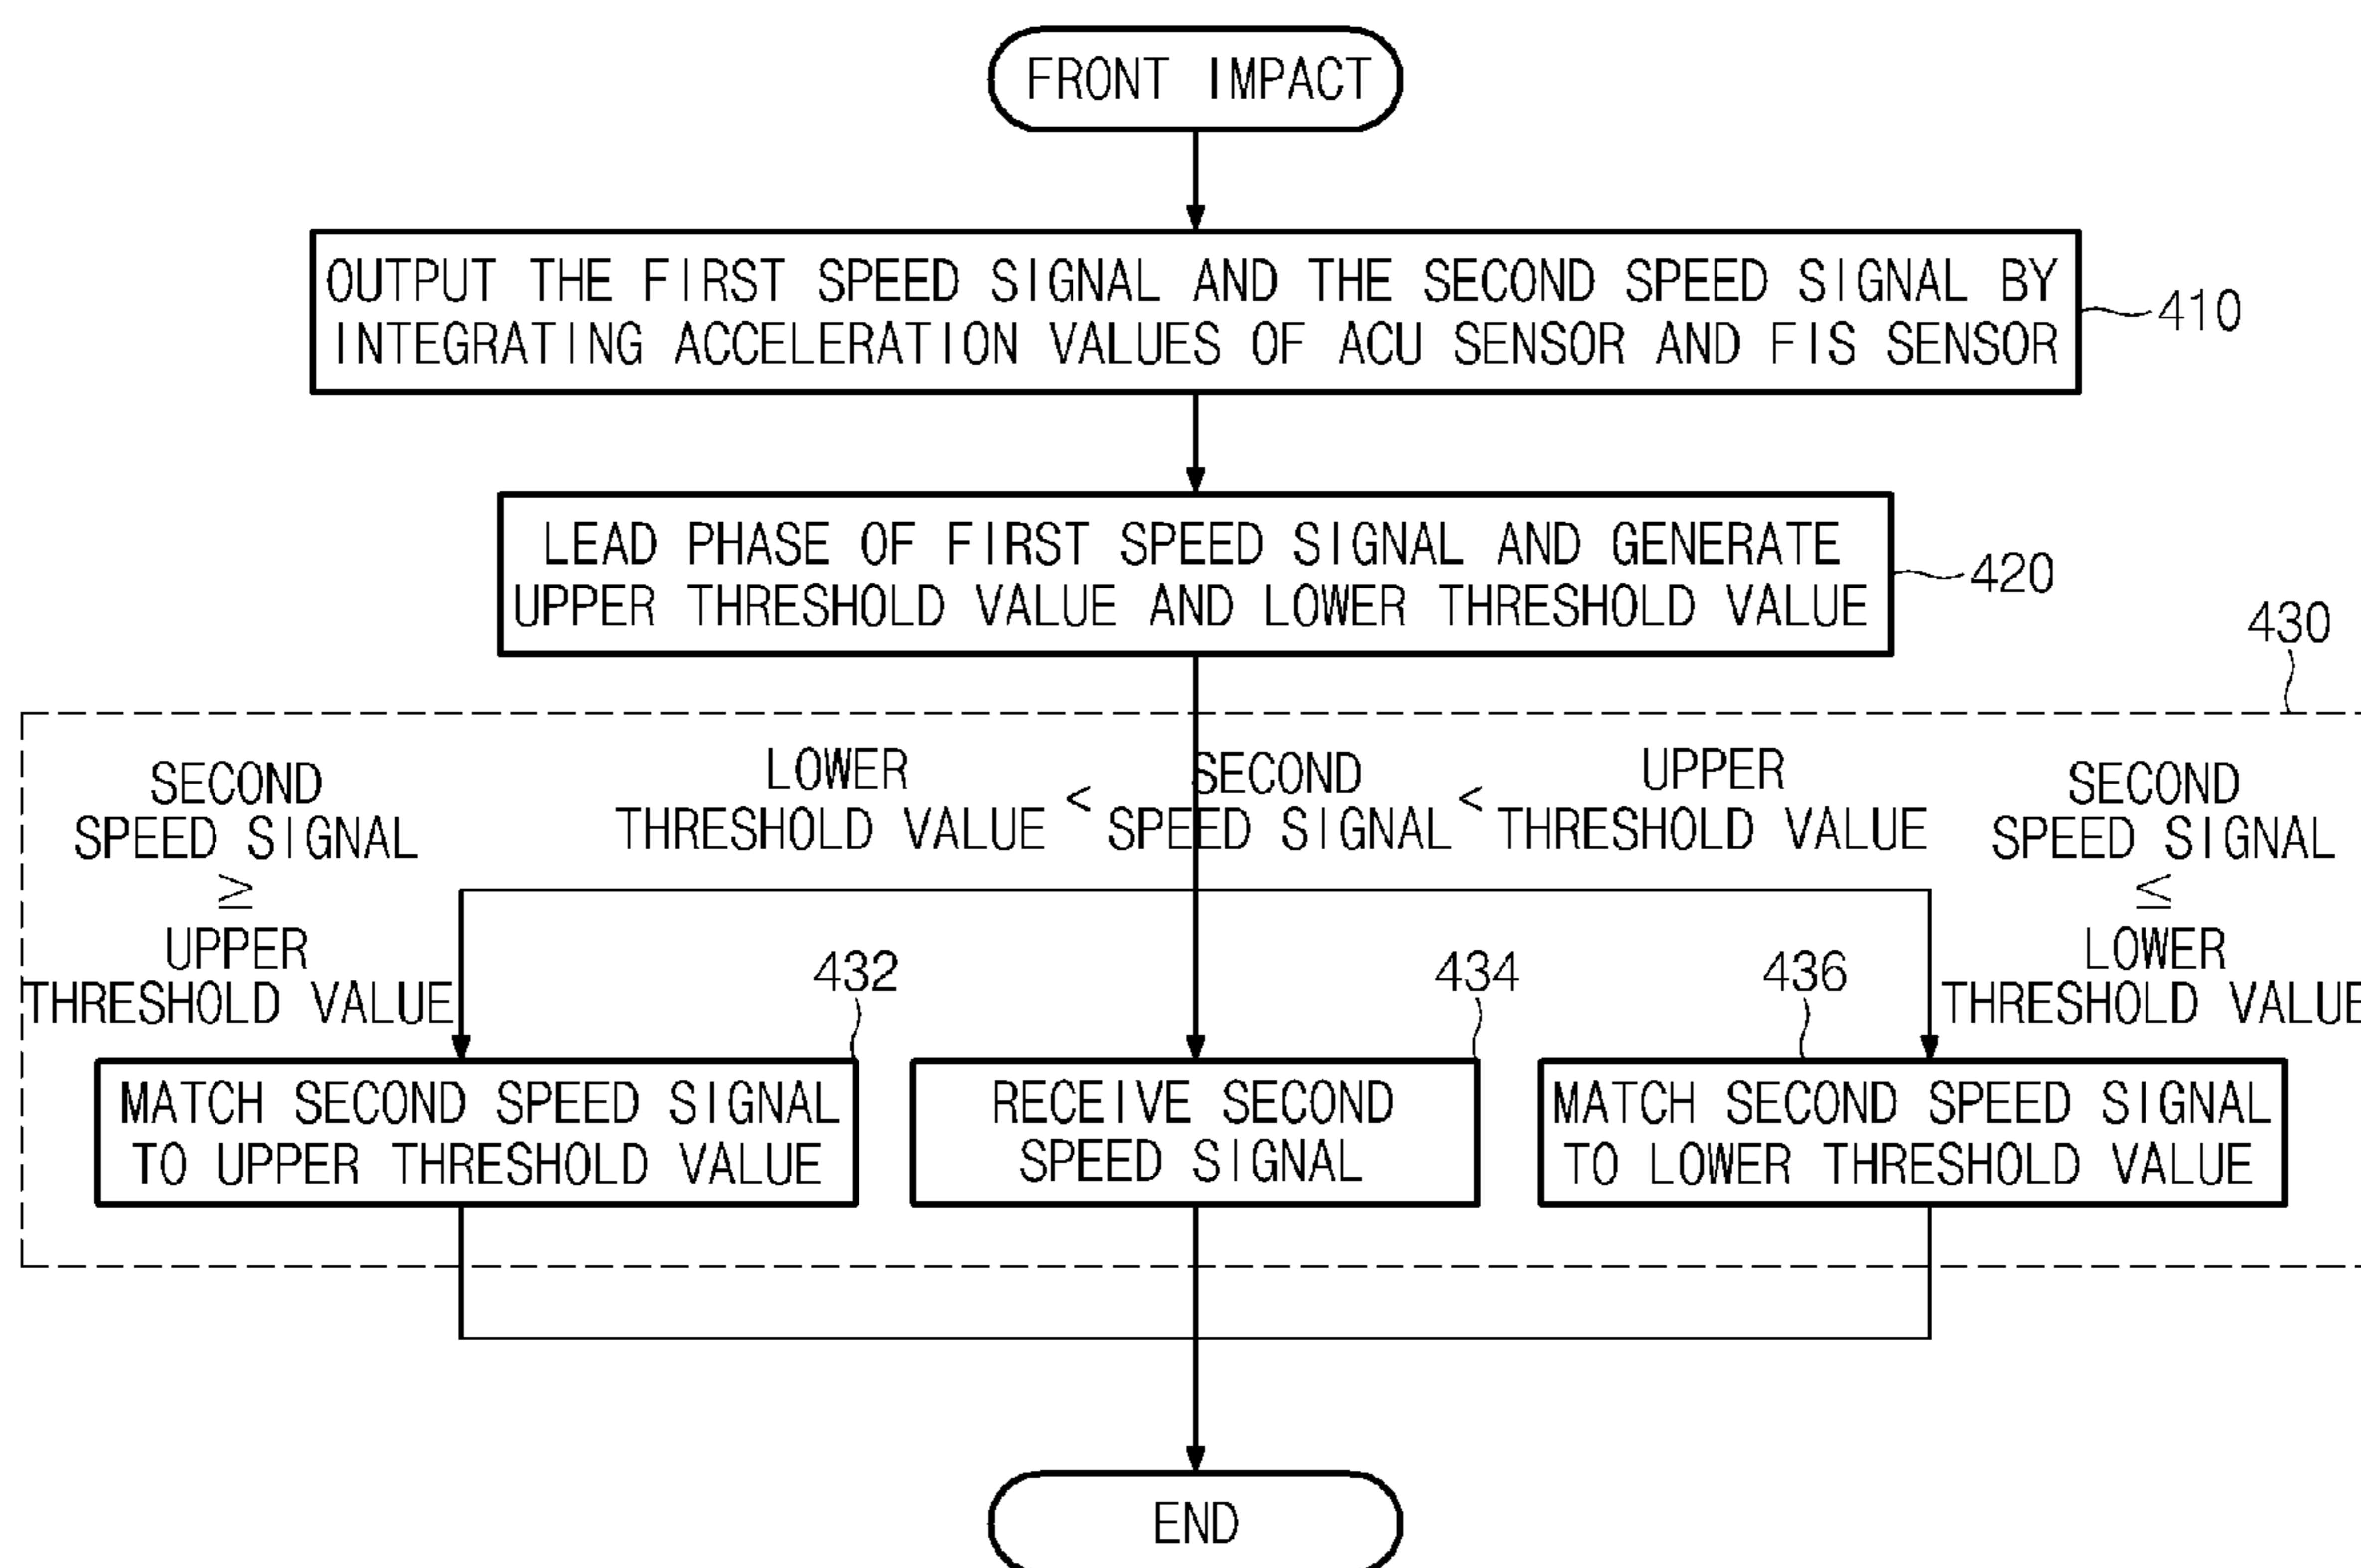 FRONT IMPACT
OUTPUT THE FIRST SPEED SIGNAL AND THE SECOND SPEED SIGNAL BY
INTEGRATING ACCELERATION VALUES OF ACU SENSOR AND FIS SENSOR
410
LEAD PHASE OF FIRST SPEED SIGNAL AND GENERATE
UPPER THRESHOLD VALUE AND LOWER THRESHOLD VALUE
420
430
SECOND
SPEED SIGNAL
≥
UPPER
THRESHOLD VALUE
LOWER
THRESHOLD VALUE
<
SECOND
SPEED SIGNAL
<
UPPER
THRESHOLD VALUE
SECOND
SPEED SIGNAL
≤
LOWER
THRESHOLD VALUE
432
434
436
MATCH SECOND SPEED SIGNAL
TO UPPER THRESHOLD VALUE
RECEIVE SECOND
SPEED SIGNAL
MATCH SECOND SPEED SIGNAL
TO LOWER THRESHOLD VALUE
END